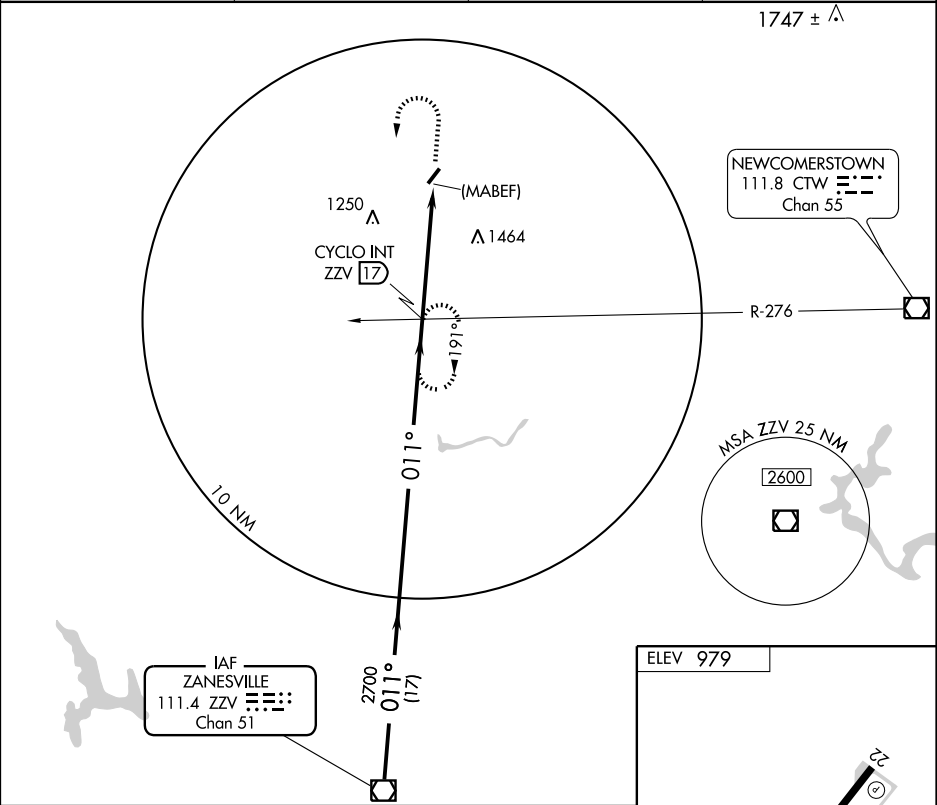 1747 ±
(MABEF)
NEWCOMERSTOWN
111.8 CTW
Chan 55
1250
1464
CYCLO INT
ZZV 17
R-276
191°
011°
MSA ZZV 25 NM
2600
10 NM
IAF
ZANESVILLE
111.4 ZZV
Chan 51
2700
011°
(17)
ELEV 979
22
P